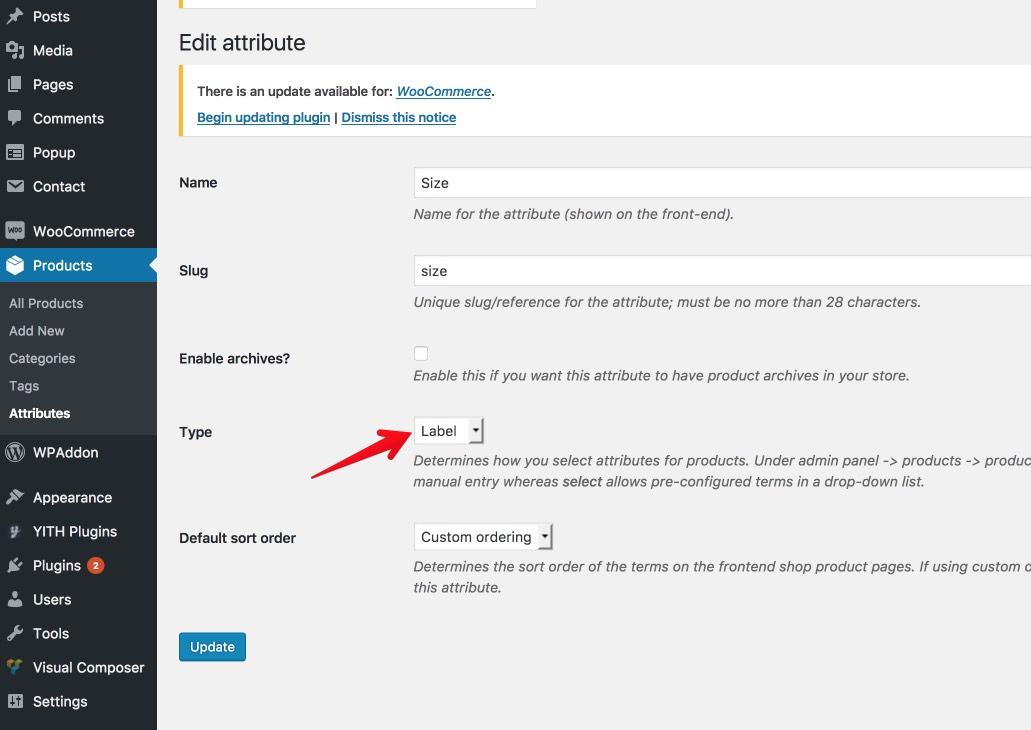 Posts
Media
Pages
Comments
Popup
Contact
WOO WooCommerce
Products
All Products
Add New
Categories
Tags
Attributes
WPAddon
Appearance
YITH Plugins
Plugins 2
Users
Tools
Visual Composer
Settings
Edit attribute
There is an update available for: WooCommerce.
Begin updating plugin | Dismiss this notice
Name
Size
Name for the attribute (shown on the front-end).
Slug
size
Unique slug/reference for the attribute; must be no more than 28 characters.
Enable archives?
Enable this if you want this attribute to have product archives in your store.
Type
Label
Determines how you select attributes for products. Under admin panel -> products -> produc
manual entry whereas select allows pre-configured terms in a drop-down list.
Default sort order
Custom ordering
Determines the sort order of the terms on the frontend shop product pages. If using custom o
this attribute.
Update